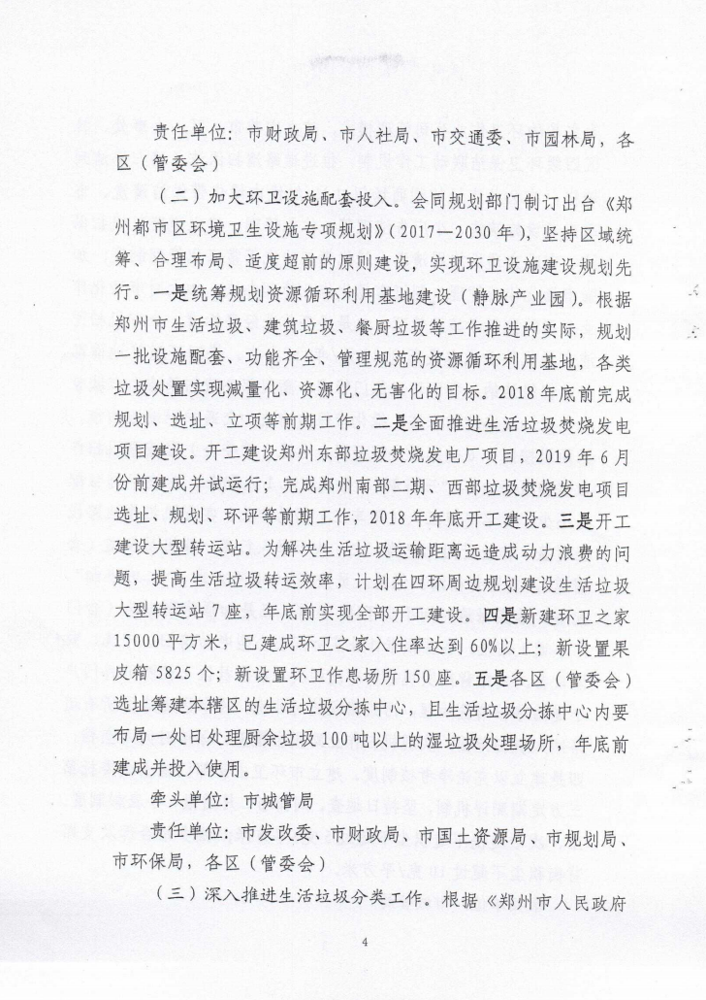 责任单位：市财政局、市人社局、市交通委、市园林局，各
区（管委会）
（二）加大环卫设施配套投入。会同规划部门制订出台《郑
州都市区环境卫生设施专项规划》（2017—2030 年），坚持区域统
筹、合理布局、适度超前的原则建设，实现环卫设施建设规划先
行。一是统筹规划资源循环利用基地建设（静脉产业园）。根据
郑州市生活垃圾、建筑垃圾、餐厨垃圾等工作推进的实际，规划
一批设施配套、功能齐全、管理规范的资源循环利用基地，各类
垃圾处置实现减量化、资源化、无害化的目标。2018 年底前完成
规划、选址、立项等前期工作。二是全面推进生活垃圾焚烧发电
项目建设。开工建设郑州东部垃圾焚烧发电厂项目，2019 年 6 月
份前建成并试运行；完成郑州南部二期、西部垃圾焚烧发电项目
选址、规划、环评等前期工作，2018 年年底开工建设。三是开工
建设大型转运站。为解决生活垃圾运输距离远造成动力浪费的问
题，提高生活垃圾转运效率，计划在四环周边规划建设生活垃圾
大型转运站 7 座，年底前实现全部开工建设。四是新建环卫之家
15000 平方米，已建成环卫之家入住率达到 60%以上；新设置果
皮箱 5825 个；新设置环卫作息场所 150 座。五是各区（管委会）
选址筹建本辖区的生活垃圾分拣中心，且生活垃圾分拣中心内要
布局一处日处理厨余垃圾 100 吨以上的湿垃圾处理场所，年底前
建成并投入使用。
牵头单位：市城管局
责任单位：市发改委、市财政局、市国土资源局、市规划局、
市环保局，各区（管委会）
（三）深入推进生活垃圾分类工作。根据《郑州市人民政府
4